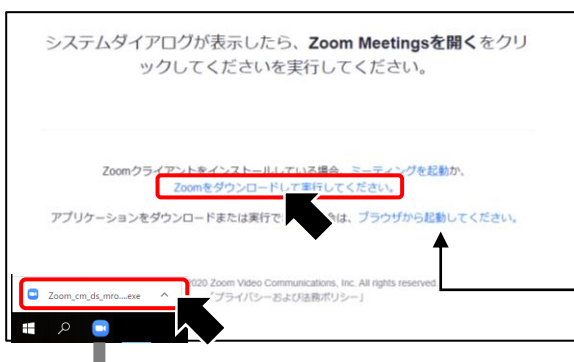 システムダイアログが表示したら、Zoom Meetingsを開くをクリ
ックしてくださいを実行してください。
Zoomクライアントをインストールしている場合、ミーティングを起動か、
Zoomをダウンロードして実行してください。
アプリケーションをダウンロードまたは実行で 合は、ブラウザから起動してください。
2020 Zoom Video Communications, Inc. All rights reserved.
「プライバシーおよび法務ポリシー」
Zoom_cm_ds_mro....exe